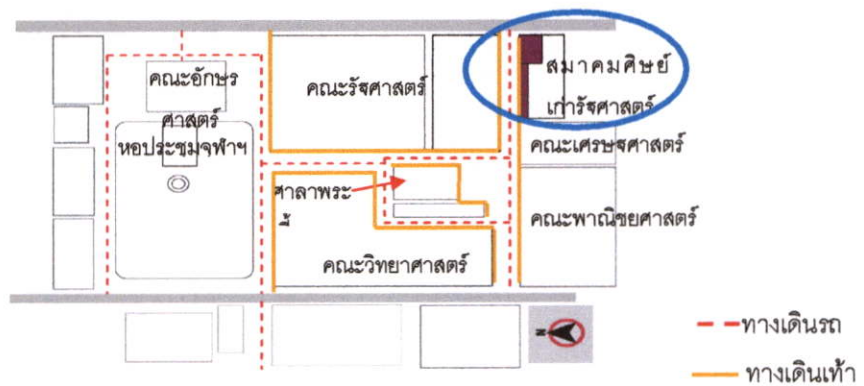 คณะอักษร
ศาสตร์
หอประชุมจุฬาฯ
คณะรัฐศาสตร์
สมาคมศิษย์
เก่ารัฐศาสตร์
คณะเศรษฐศาสตร์
ศาลาพระ
คณะพาณิชยศาสตร์
คณะวิทยาศาสตร์
N
ทางเดินรถ
ทางเดินเท้า